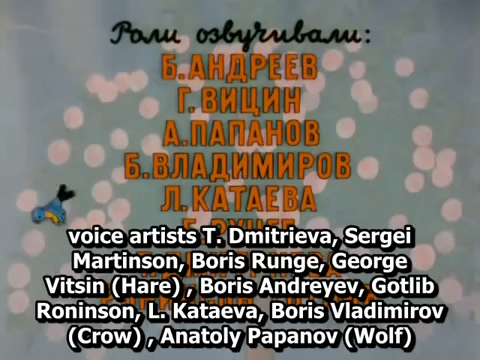 Роли озвучивали:
Б.АНДРЕЕВ
Г.ВИЦИН
А.ПАПАНОВ
Б.ВЛАДИМИРОВ
Л.КАТАЕВА
voice artists T. Dmitrieva, Sergei
Martinson, Boris Runge, George
Vitsin (Hare) , Boris Andreyev, Gotlib
Roninson, L. Kataeva, Boris Vladimirov
(Crow) , Anatoly Papanov (Wolf)